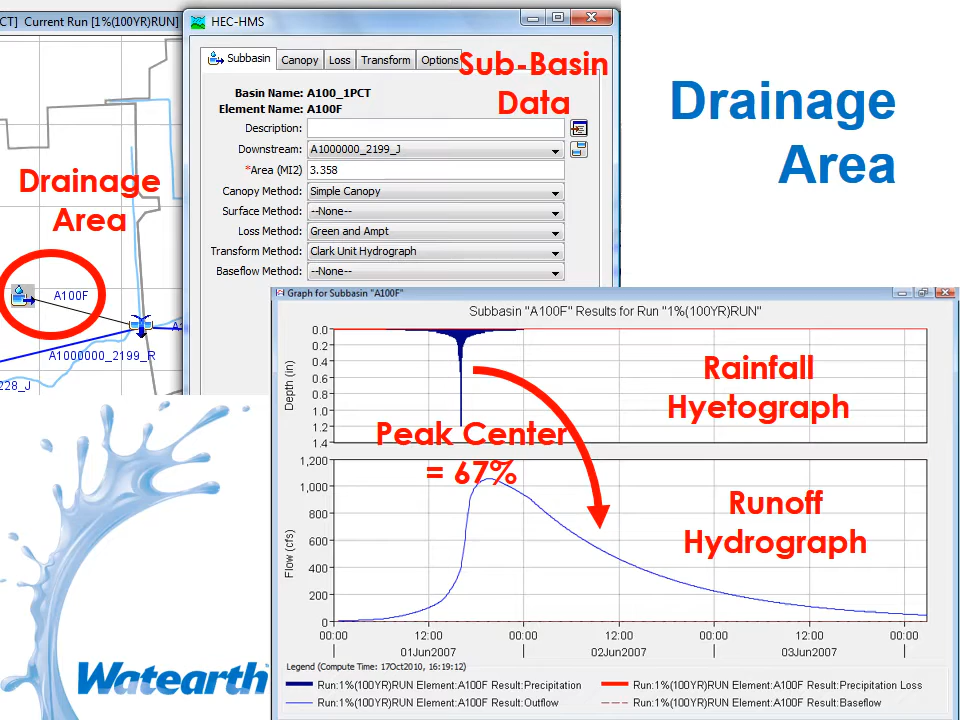 CT] Current Run [1%(100YR)RUN]
HEC-HMS
Subbasin Canopy Loss Transform Options
Sub-Basin
Data
Basin Name: A100_1PCT
Element Name: A100F
Description:
Downstream: A1000000_2199_J
*Area (MI2) 3.358
Canopy Method: Simple Canopy
Surface Method: --None--
Loss Method: Green and Ampt
Transform Method: Clark Unit Hydrograph
Baseflow Method: --None--
Drainage
Area
Drainage
Area
A100F
A1
A1000000_2199_R
228_J
Graph for Subbasin "A100F"
Subbasin "A100F" Results for Run "1%(100YR)RUN"
Depth (in)
0.0
0.2
0.4
0.6
0.8
1.0
1.2
1.4
Rainfall
Hyetograph
Peak Center
= 67%
Flow (cfs)
1,200
1,000
800
600
400
200
0
Runoff
Hydrograph
00:00 12:00 00:00 12:00 00:00 12:00 00:00
01Jun2007 02Jun2007 03Jun2007
Legend (Compute Time: 17Oct2010, 16:19:12)
Run:1%(100YR)RUN Element:A100F Result:Precipitation
Run:1%(100YR)RUN Element:A100F Result:Precipitation Loss
Run:1%(100YR)RUN Element:A100F Result:Outflow
Run:1%(100YR)RUN Element:A100F Result:Baseflow
Watearth